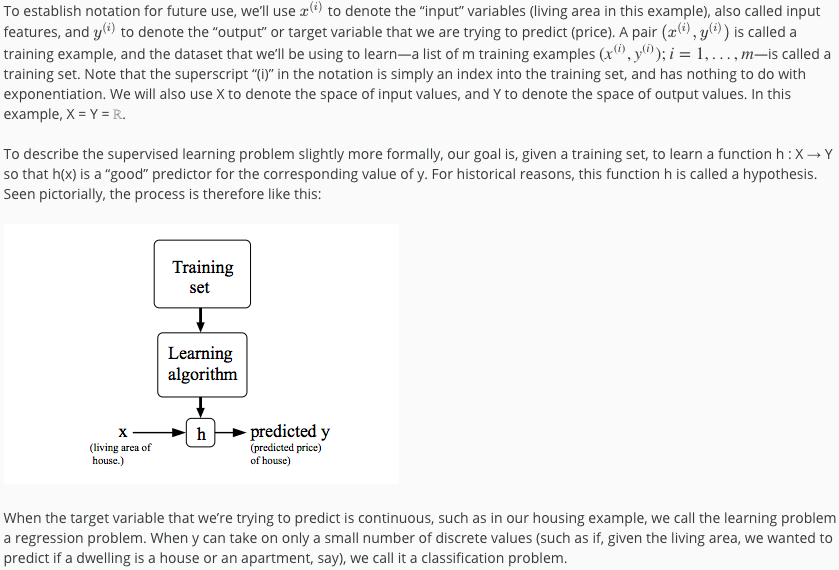 To establish notation for future use, we'll use x⁽ⁱ⁾ to denote the "input" variables (living area in this example), also called input
features, and y⁽ⁱ⁾ to denote the "output" or target variable that we are trying to predict (price). A pair (x⁽ⁱ⁾, y⁽ⁱ⁾) is called a
training example, and the dataset that we'll be using to learn—a list of m training examples (x⁽ⁱ⁾, y⁽ⁱ⁾); i = 1, . . . , m—is called a
training set. Note that the superscript "(i)" in the notation is simply an index into the training set, and has nothing to do with
exponentiation. We will also use X to denote the space of input values, and Y to denote the space of output values. In this
example, X = Y = ℝ.
To describe the supervised learning problem slightly more formally, our goal is, given a training set, to learn a function h : X → Y
so that h(x) is a "good" predictor for the corresponding value of y. For historical reasons, this function h is called a hypothesis.
Seen pictorially, the process is therefore like this:
Training
set
Learning
algorithm
x
h
predicted y
(living area of
house.)
(predicted price)
of house)
When the target variable that we're trying to predict is continuous, such as in our housing example, we call the learning problem
a regression problem. When y can take on only a small number of discrete values (such as if, given the living area, we wanted to
predict if a dwelling is a house or an apartment, say), we call it a classification problem.